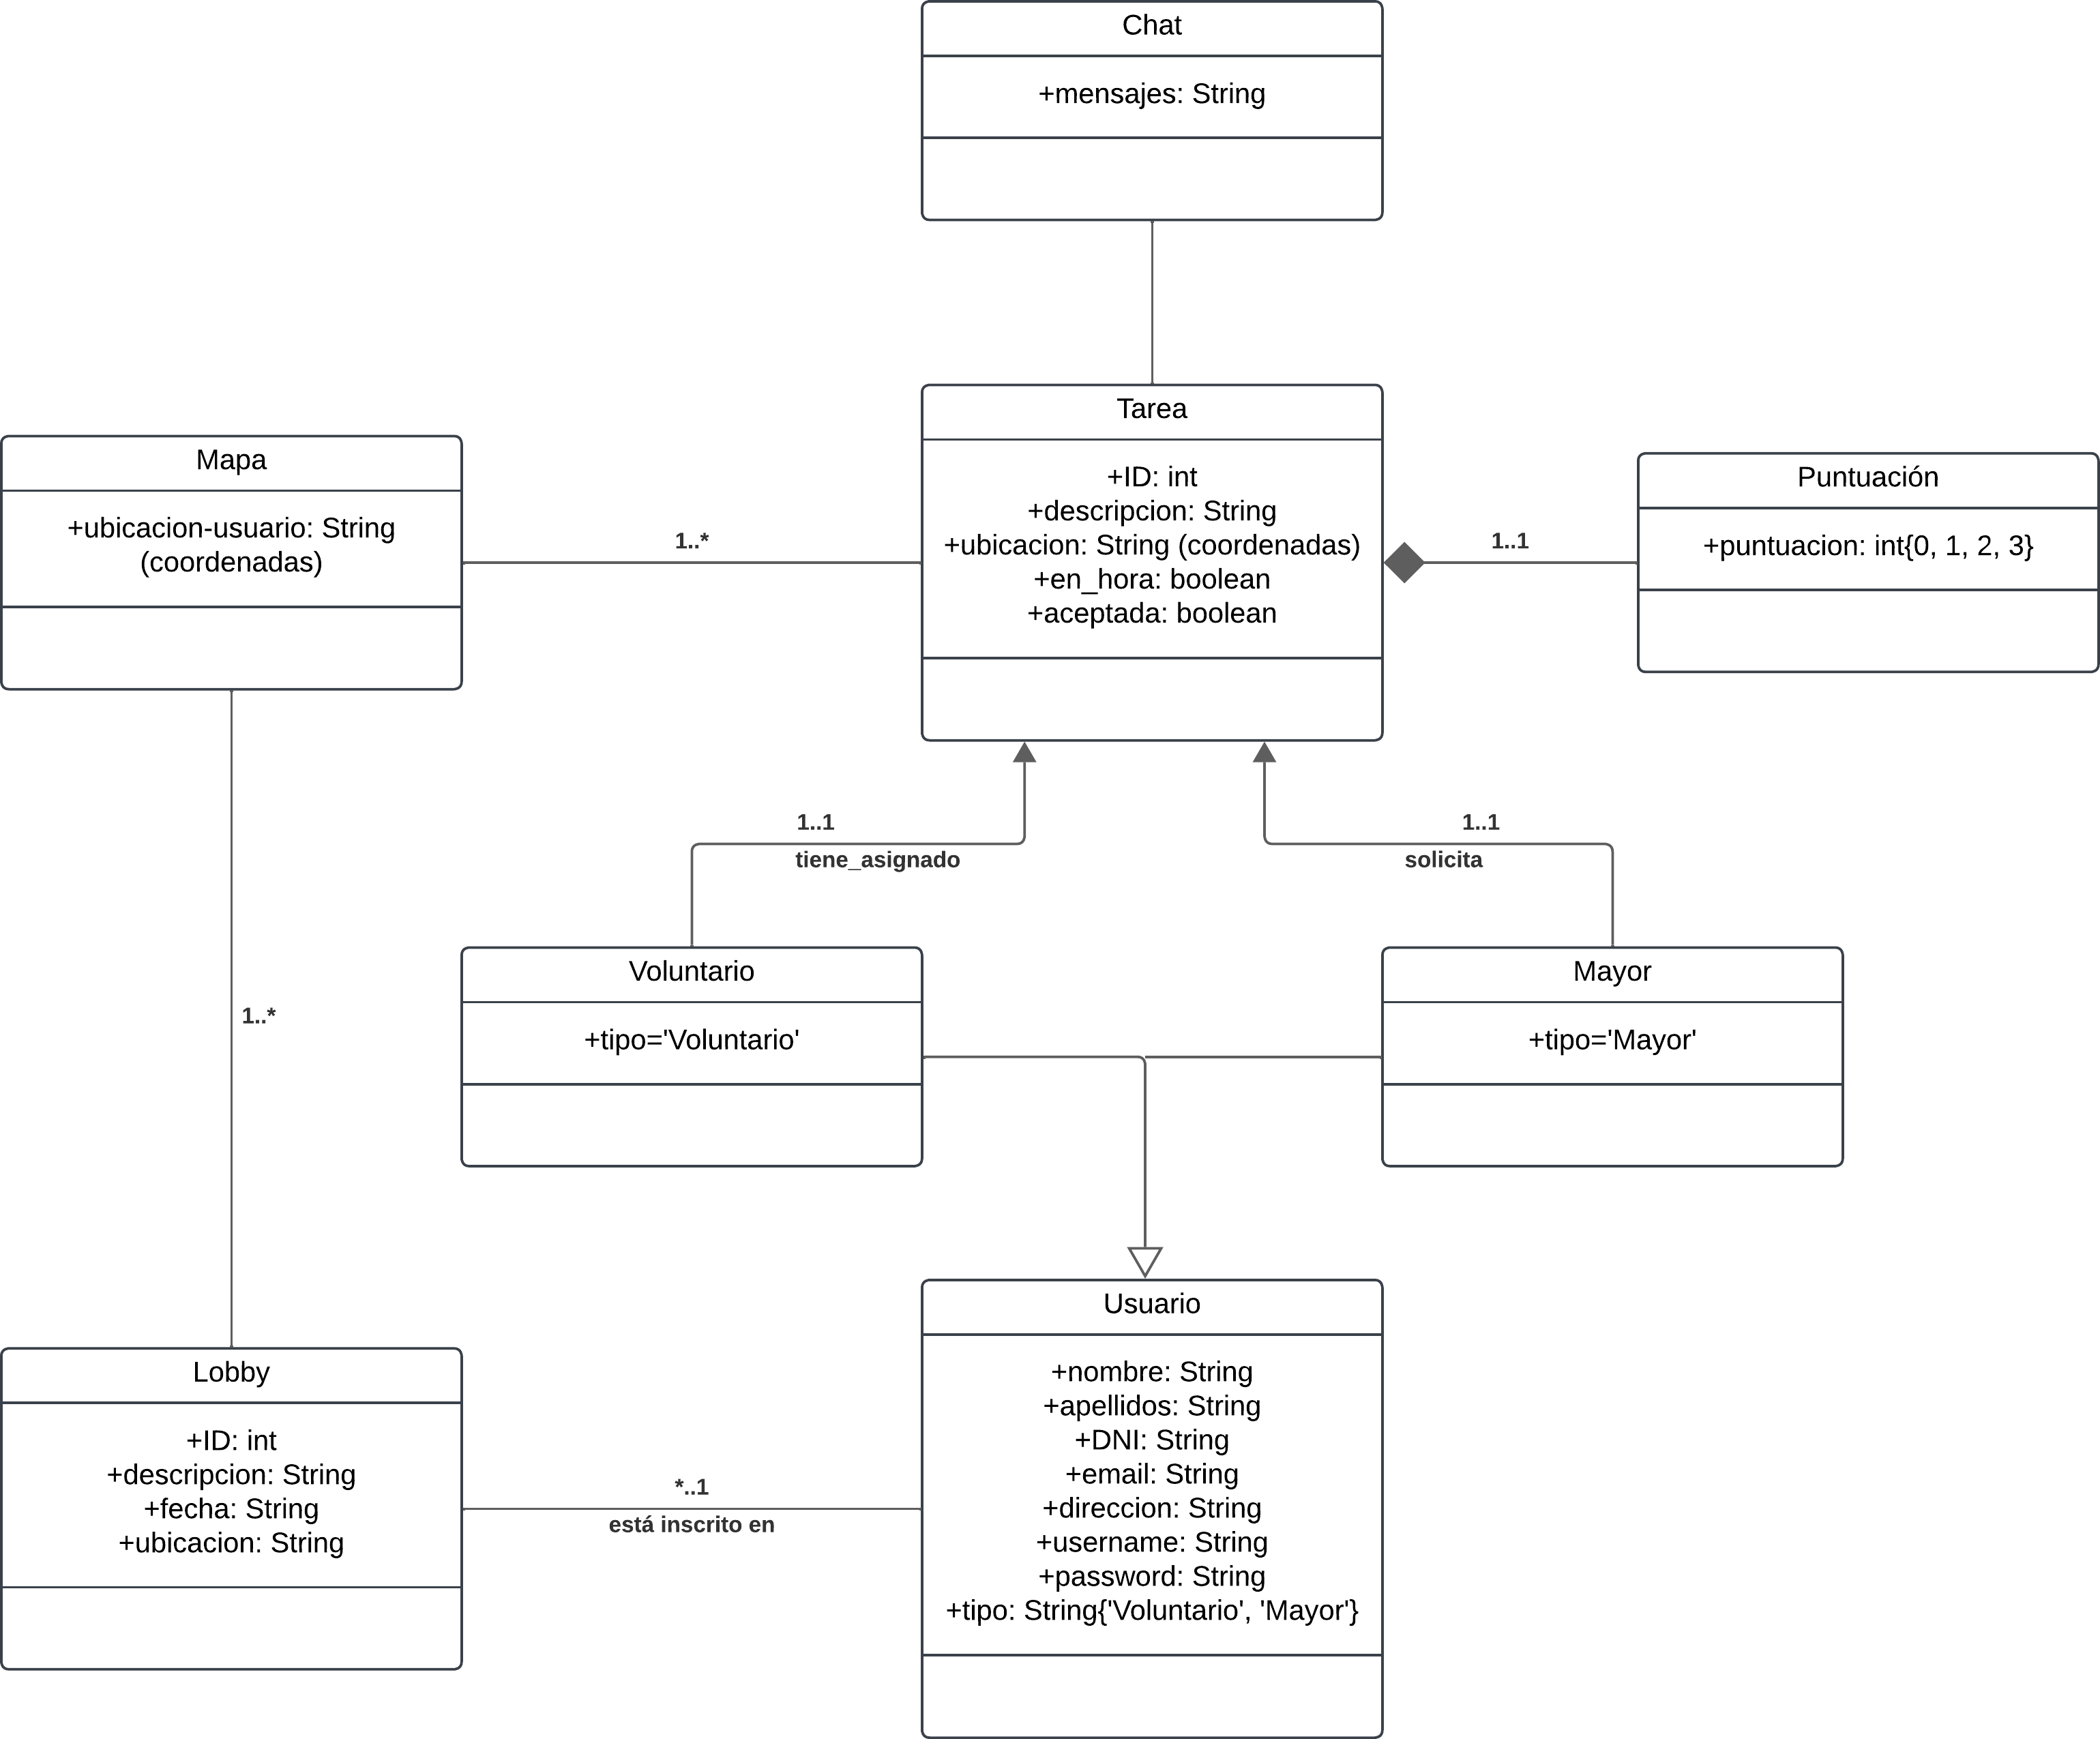 Chat
+mensajes: String
Tarea
+ID: int
+descripcion: String
+ubicacion: String (coordenadas)
+en_hora: boolean
+aceptada: boolean
Mapa
+ubicacion-usuario: String
(coordenadas)
1..*
1..1
Puntuación
+puntuacion: int{0, 1, 2, 3}
1..1
tiene_asignado
1..1
solicita
Voluntario
+tipo='Voluntario'
Mayor
+tipo='Mayor'
1..*
Usuario
+nombre: String
+apellidos: String
+DNI: String
+email: String
+direccion: String
+username: String
+password: String
+tipo: String{'Voluntario', 'Mayor'}
Lobby
+ID: int
+descripcion: String
+fecha: String
+ubicacion: String
*..1
está inscrito en